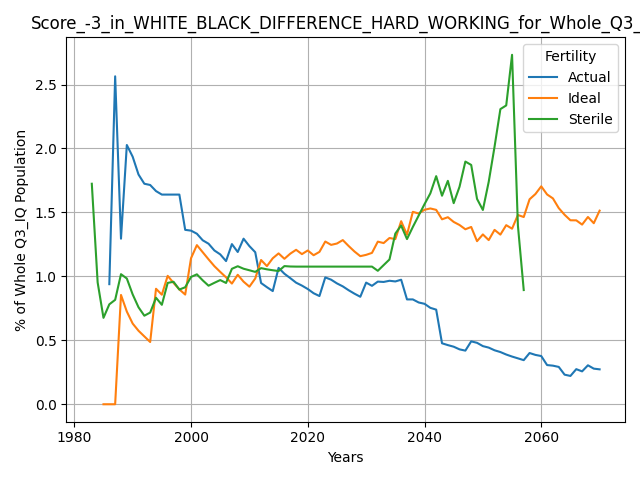 Score_-3_in_WHITE_BLACK_DIFFERENCE_HARD_WORKING_for_Whole_Q3_
Fertility
Actual
Ideal
Sterile
% of Whole Q3_IQ Population
2.5
2.0
1.5
1.0
0.5
0.0
1980
2000
2020
2040
2060
Years